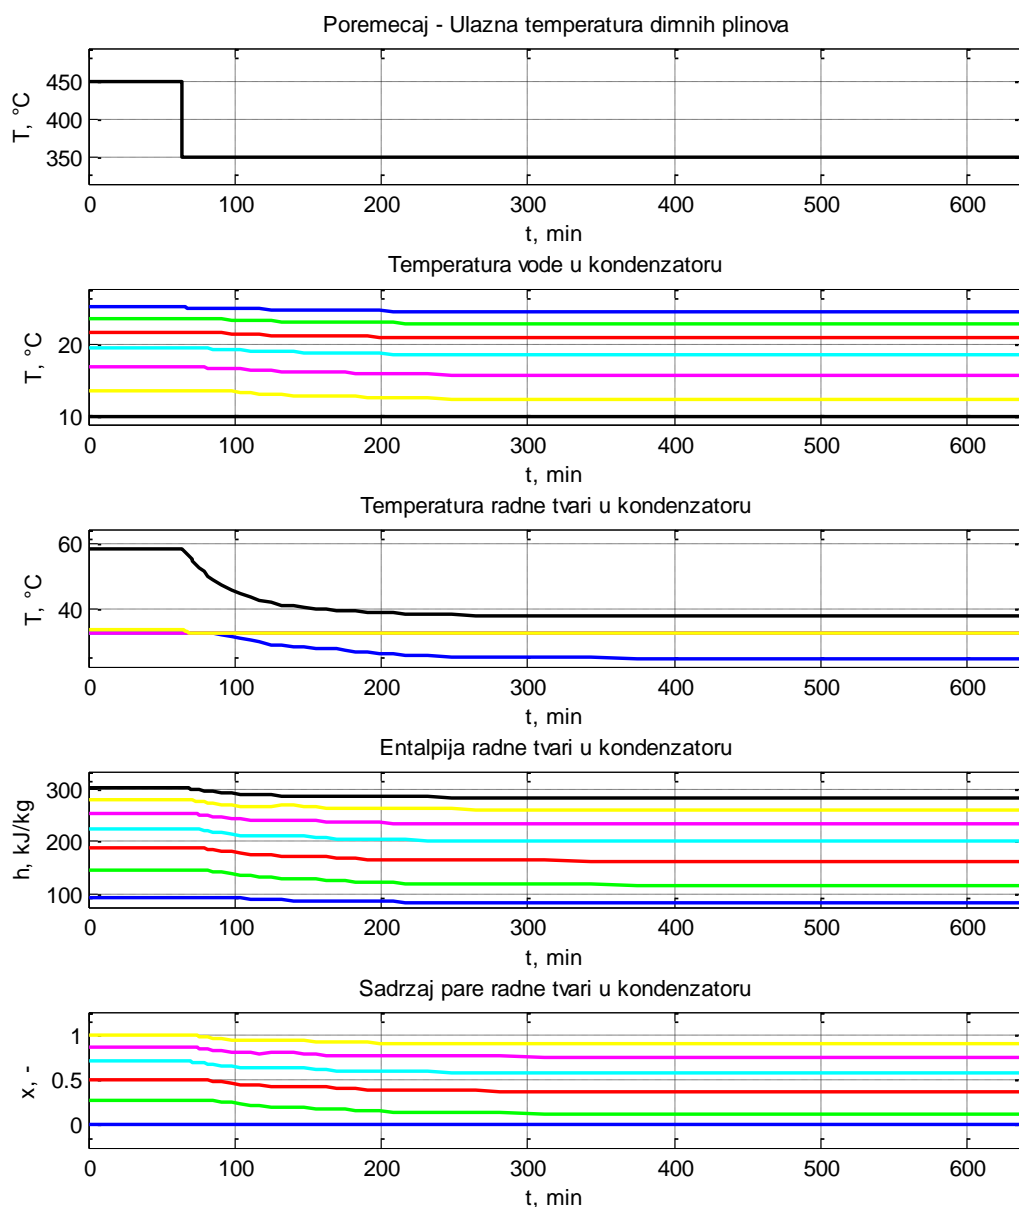 Poremecaj - Ulazna temperatura dimnih plinova
T, °C
450
400
350
0 100 200 300 400 500 600
t, min
Temperatura vode u kondenzatoru
T, °C
20
10
0 100 200 300 400 500 600
t, min
Temperatura radne tvari u kondenzatoru
T, °C
60
40
0 100 200 300 400 500 600
t, min
Entalpija radne tvari u kondenzatoru
h, kJ/kg
300
200
100
0 100 200 300 400 500 600
t, min
Sadrzaj pare radne tvari u kondenzatoru
x, -
1
0.5
0
0 100 200 300 400 500 600
t, min